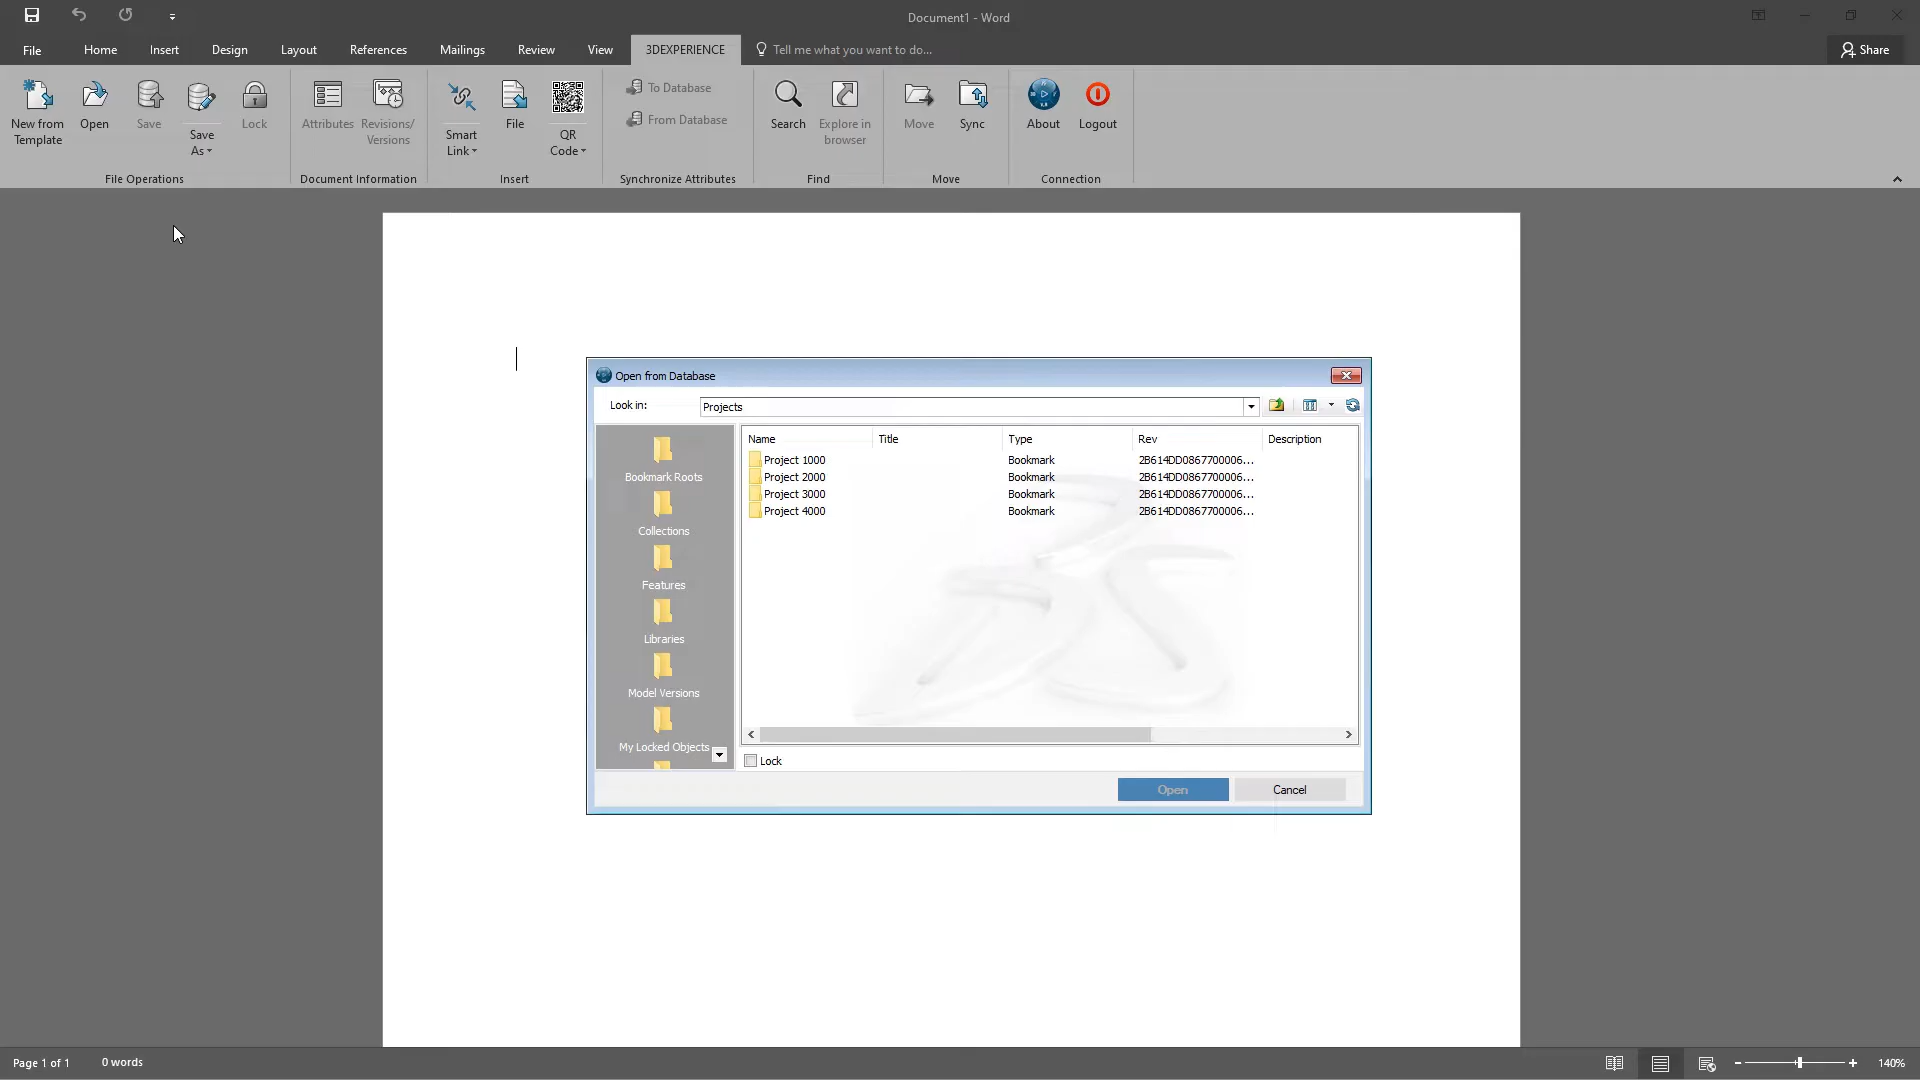 Document1 - Word
File Home Insert Design Layout References Mailings Review View 3DEXPERIENCE Tell me what you want to do... Share
New from Template
Open
Save
Save As
Lock
Attributes
Revisions/ Versions
Smart Link
File
QR Code
To Database
From Database
Search
Explore in browser
Move
Sync
About
Logout
File Operations
Document Information
Insert
Synchronize Attributes
Find
Move
Connection
Open from Database
Look in: Projects
Bookmark Roots
Collections
Features
Libraries
Model Versions
My Locked Objects
Name Title Type Rev Description
Project 1000 Bookmark 2B614DD0867700006...
Project 2000 Bookmark 2B614DD0867700006...
Project 3000 Bookmark 2B614DD0867700006...
Project 4000 Bookmark 2B614DD0867700006...
Lock
Open Cancel
Page 1 of 1 0 words 140%